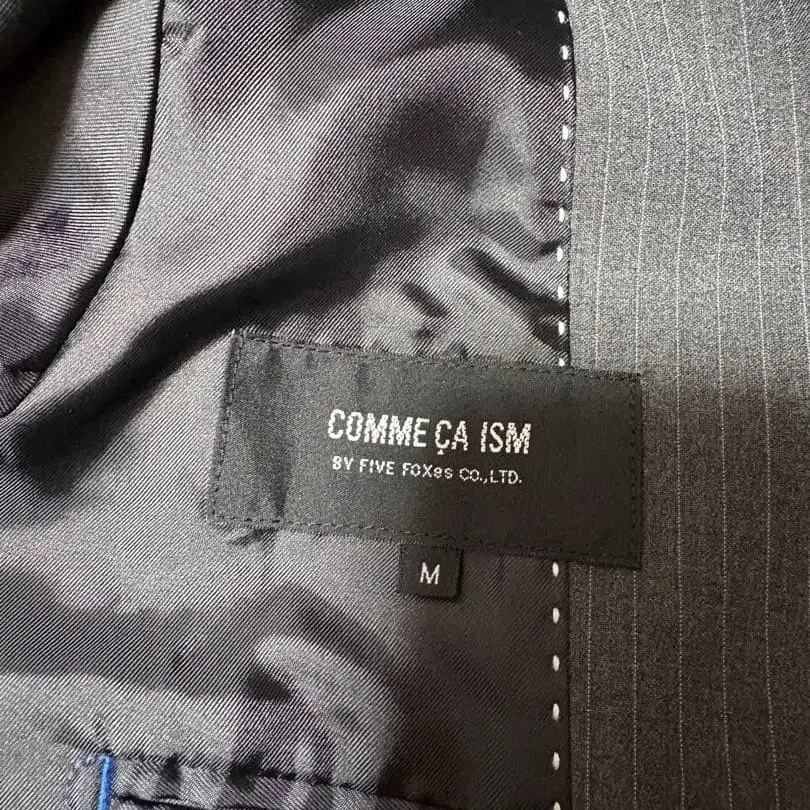 COMME ÇA ISM
BY FIVE FOXes CO.,LTD.
M